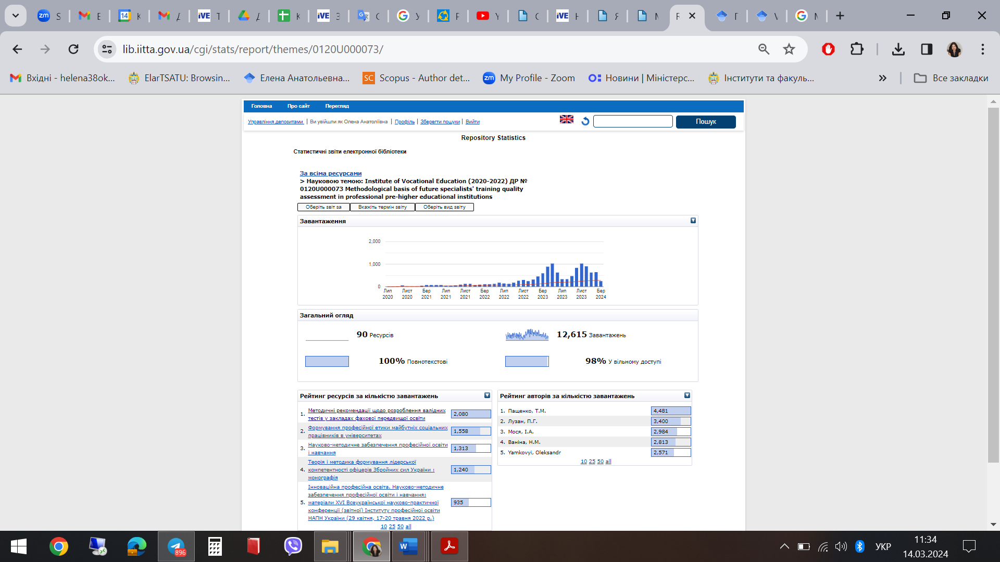 S
Е
К
Д
Т
Д
К
З
С
У
Р
Y
С
Н
Я
М
R
Г
V
М
lib.iitta.gov.ua/cgi/stats/report/themes/0120U000073/
Вхідні - helena38ok...
ElarTSATU: Browsin...
Елена Анатольевна...
Scopus - Author det...
My Profile - Zoom
Новини | Міністерс...
Інститути та факуль...
Все закладки
Головна Про сайт Перегляд
Управління депозитами | Ви увійшли як Олена Анатоліївна | Профіль | Зберегти пошуки | Вийти
Пошук
Repository Statistics
Статистичні звіти електронної бібліотеки
За всіма ресурсами
> Науковою темою: Institute of Vocational Education (2020-2022) ДР №
0120U000073 Methodological basis of future specialists' training quality
assessment in professional pre-higher educational institutions
Оберіть звіт за Вкажіть термін звіту Оберіть вид звіту
Завантаження
2,000
1,000
0
Лип Лист Бер Лип Лист Бер Лип Лист Бер Лип Лист Бер
2020 2020 2021 2021 2021 2022 2022 2022 2023 2023 2023 2024
Загальний огляд
90 Ресурсів
12,615 Завантажень
100% Повнотекстові
98% У вільному доступі
Рейтинг ресурсів за кількістю завантажень
1. Методичні рекомендації щодо розроблення валідних
тестів у закладах фахової передвищої освіти
2,080
2. Формування професійної етики майбутніх соціальних
працівників в університетах
1,558
3. Науково-методичне забезпечення професійної освіти
і навчання
1,313
4. Теорія і методика формування лідерської
компетентності офіцерів Збройних сил України :
монографія
1,240
5. Інноваційна професійна освіта. Науково-методичне
забезпечення професійної освіти і навчання:
матеріали XVI Всеукраїнської науково-практичної
конференції (звітної) Інституту професійної освіти
НАПН України (29 квітня, 17-20 травня 2022 р.)
935
10 25 50 all
Рейтинг авторів за кількістю завантажень
1. Пащенко, Т.М. 4,481
2. Лузан, П.Г. 3,400
3. Мося, І.А. 2,984
4. Ваніна, Н.М. 2,813
5. Yamkovyi, Oleksandr 2,571
10 25 50 all
896
УКР
11:34
14.03.2024